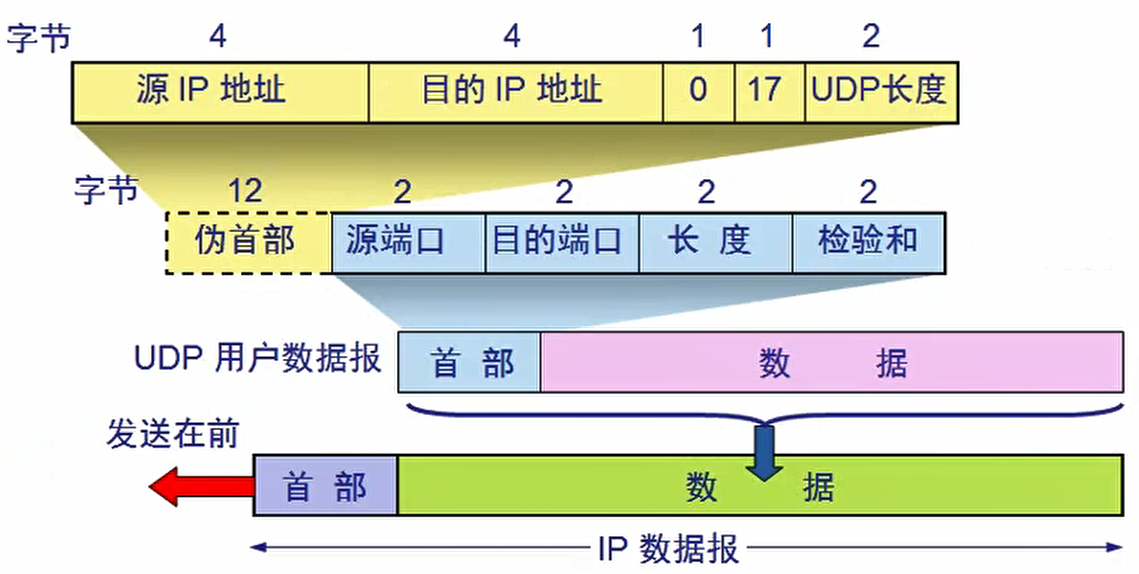 字节 4 4 1 1 2
源 IP 地址 目的 IP 地址 0 17 UDP长度
字节 12 2 2 2 2
伪首部 源端口 目的端口 长 度 检验和
UDP 用户数据报 首 部 数 据
发送在前
首 部 数 据
IP 数据报